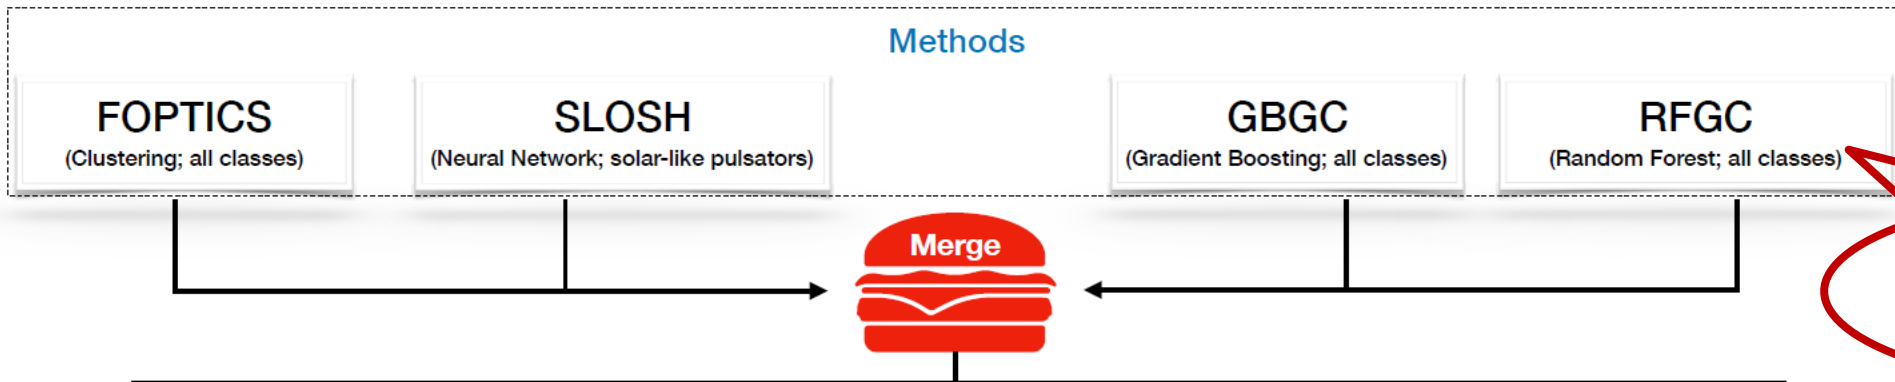 Methods
FOPTICS
(Clustering; all classes)
SLOSH
(Neural Network; solar-like pulsators)
GBGC
(Gradient Boosting; all classes)
RFGC
(Random Forest; all classes)
Merge